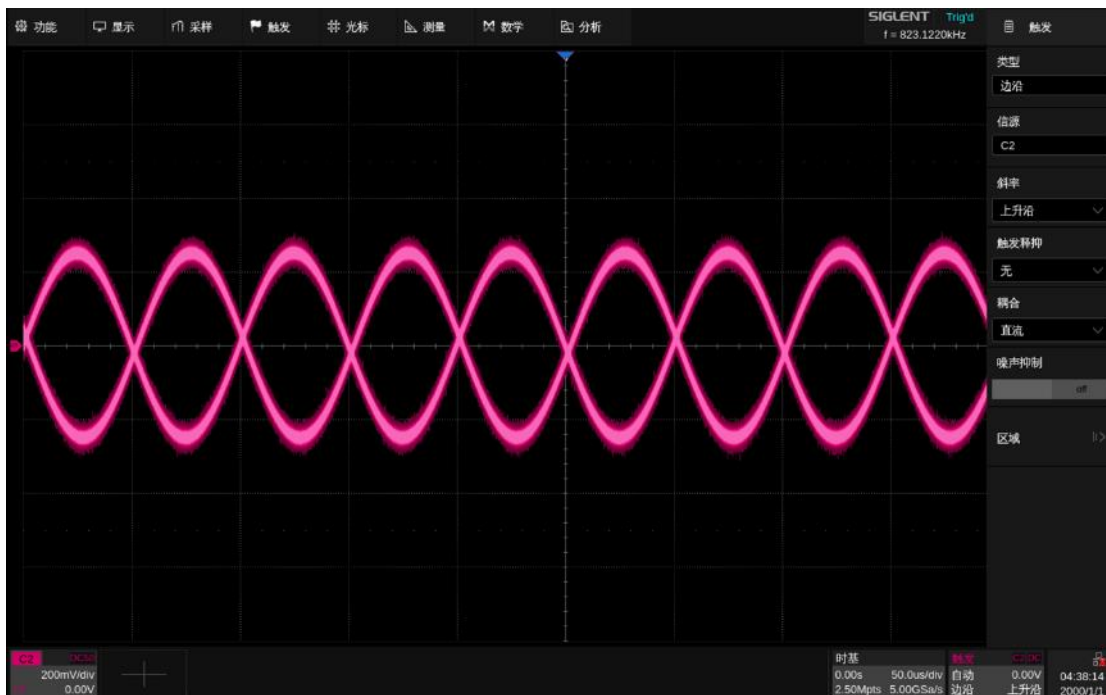 功能
显示
采样
触发
光标
测量
数学
分析
SIGLENT Trig'd
f = 823.1220kHz
触发
类型
边沿
信源
C2
斜率
上升沿
触发释抑
无
耦合
直流
噪声抑制
off
区域
C2 DC50
200mV/div
0.00V
时基
0.00s 50.0us/div
2.50Mpts 5.00GSa/s
触发 C2 DC
自动 0.00V
边沿 上升沿
04:38:14